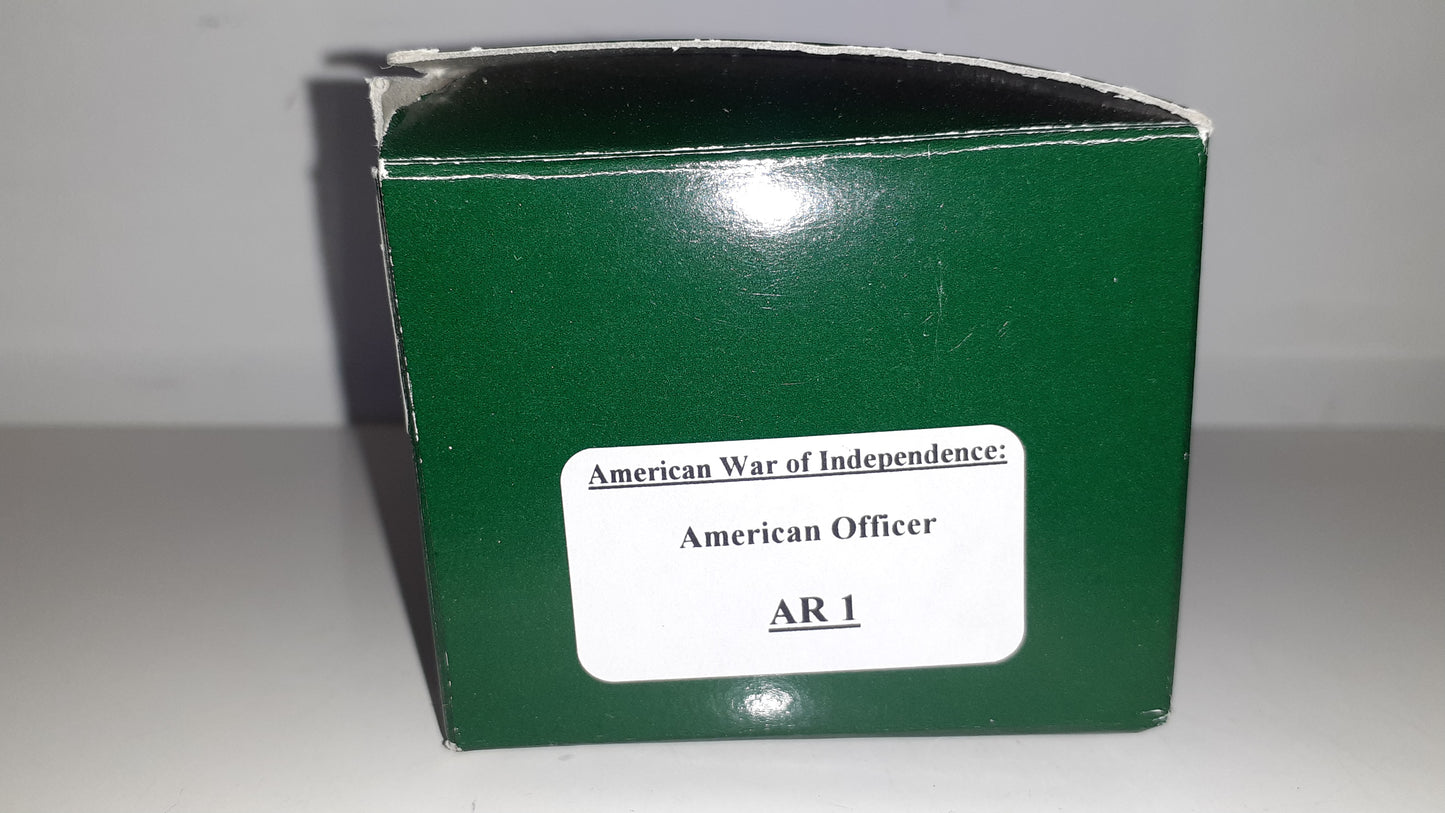 American War of Independence:
American Officer
AR 1